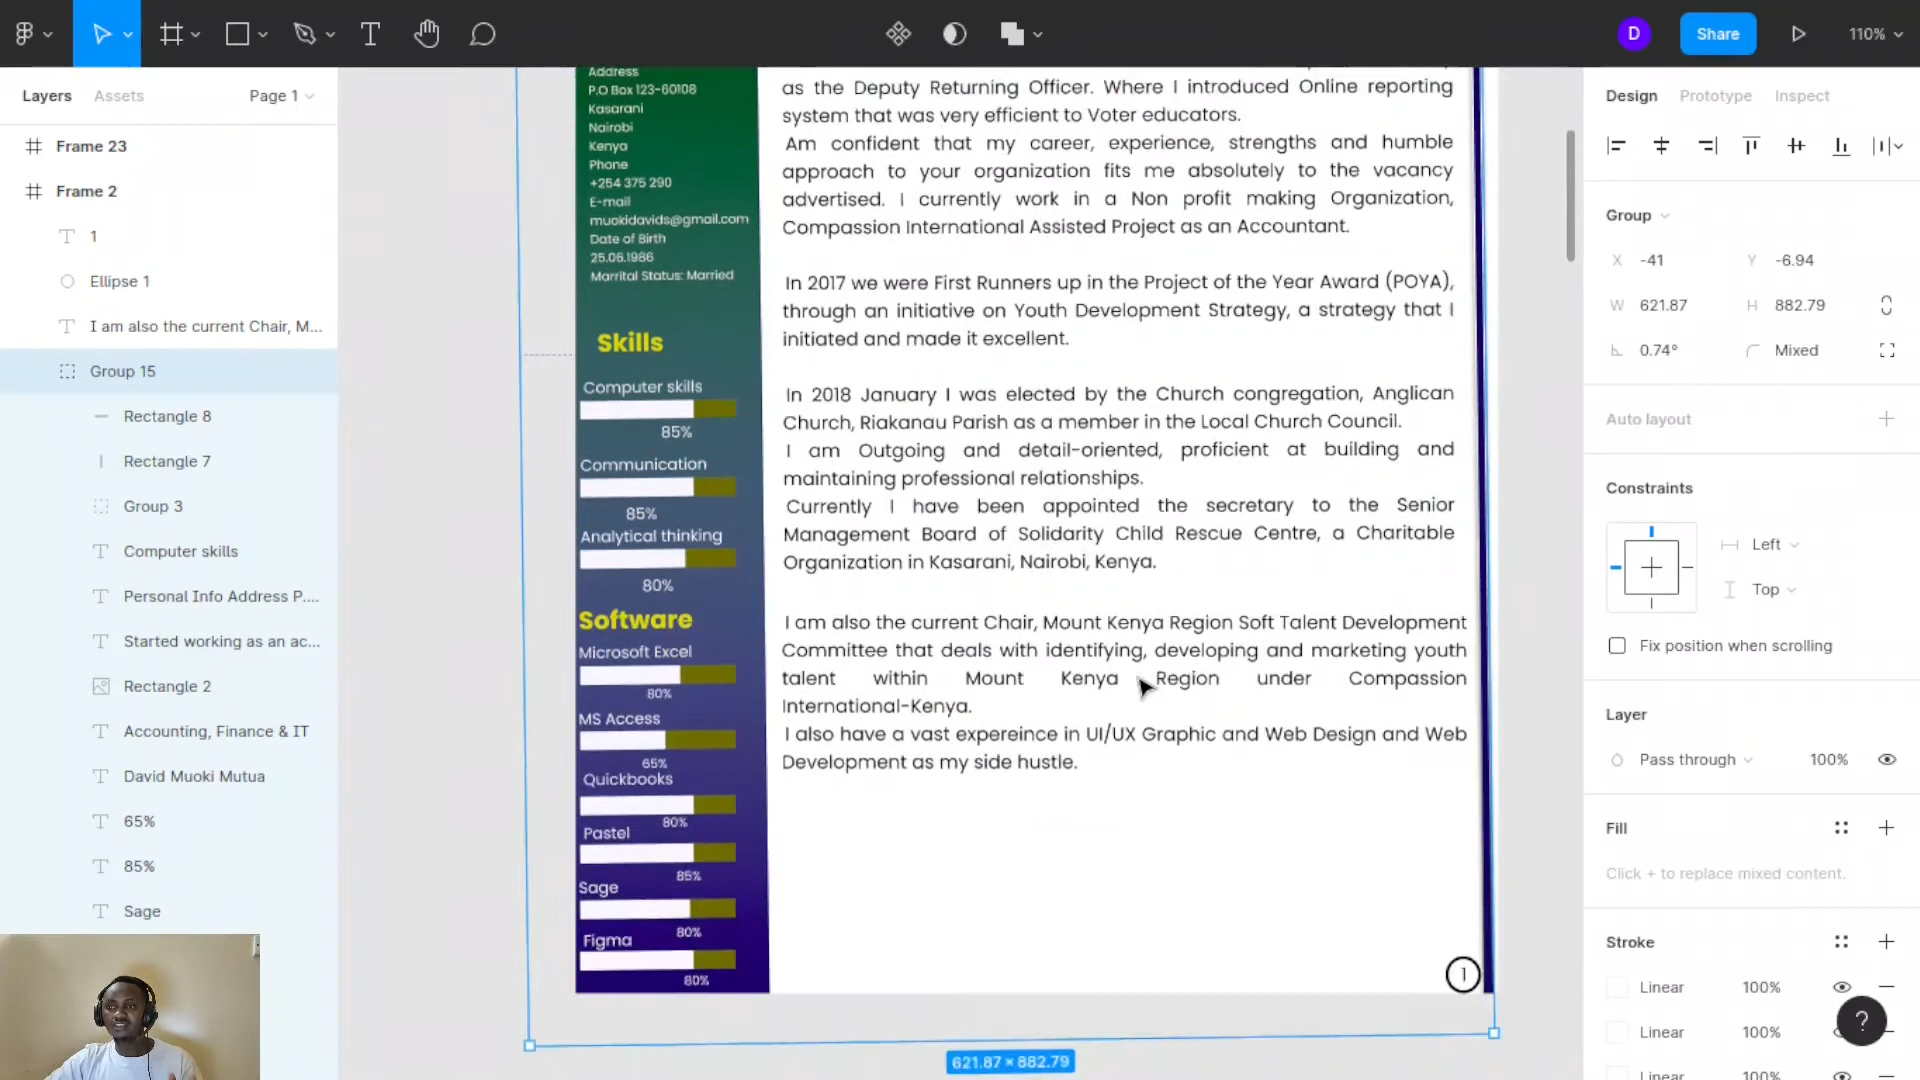 D
Share
110%
Layers
Assets
Page 1
Frame 23
Frame 2
1
Ellipse 1
I am also the current Chair, M...
Group 15
Rectangle 8
Rectangle 7
Group 3
Computer skills
Personal Info Address P....
Started working as an ac...
Rectangle 2
Accounting, Finance & IT
David Muoki Mutua
65%
85%
Sage
Address
P.O Box 123-60108
Kasarani
Nairobi
Kenya
Phone
+254 375 290
E-mail
muokidavids@gmail.com
Date of Birth
25.06.1986
Marrital Status: Married
Skills
Computer skills
85%
Communication
85%
Analytical thinking
80%
Software
Microsoft Excel
80%
MS Access
65%
Quickbooks
80%
Pastel
85%
Sage
80%
Figma
80%
as the Deputy Returning Officer. Where I introduced Online reporting
system that was very efficient to Voter educators.
Am confident that my career, experience, strengths and humble
approach to your organization fits me absolutely to the vacancy
advertised. I currently work in a Non profit making Organization,
Compassion International Assisted Project as an Accountant.
In 2017 we were First Runners up in the Project of the Year Award (POYA),
through an initiative on Youth Development Strategy, a strategy that I
initiated and made it excellent.
In 2018 January I was elected by the Church congregation, Anglican
Church, Riakanau Parish as a member in the Local Church Council.
I am Outgoing and detail-oriented, proficient at building and
maintaining professional relationships.
Currently I have been appointed the secretary to the Senior
Management Board of Solidarity Child Rescue Centre, a Charitable
Organization in Kasarani, Nairobi, Kenya.
I am also the current Chair, Mount Kenya Region Soft Talent Development
Committee that deals with identifying, developing and marketing youth
talent within Mount Kenya Region under Compassion
International-Kenya.
I also have a vast expereince in UI/UX Graphic and Web Design and Web
Development as my side hustle.
1
621.87 × 882.79
Design
Prototype
Inspect
Group
X -41
Y -6.94
W 621.87
H 882.79
0.74°
Mixed
Auto layout
Constraints
Left
Top
Fix position when scrolling
Layer
Pass through
100%
Fill
Click + to replace mixed content.
Stroke
Linear 100%
Linear 100%
Linear 100%
?